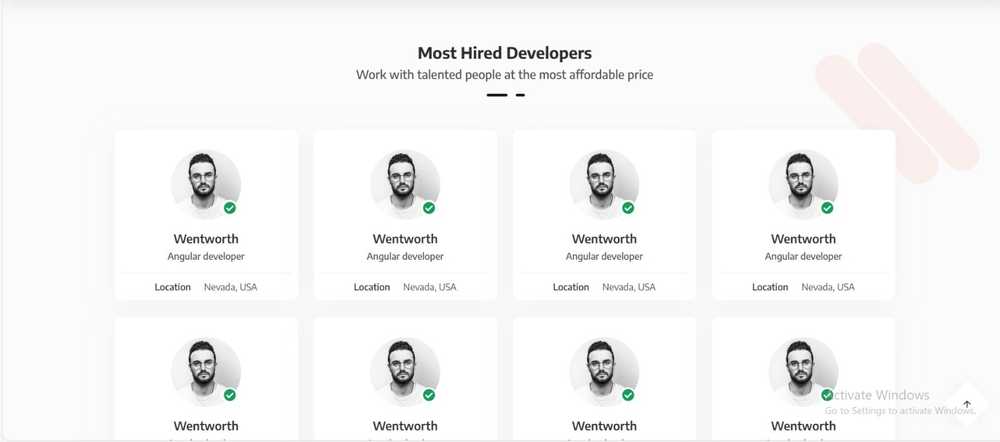 Most Hired Developers
Work with talented people at the most affordable price
Wentworth
Angular developer
Location Nevada, USA
Wentworth
Angular developer
Location Nevada, USA
Wentworth
Angular developer
Location Nevada, USA
Wentworth
Angular developer
Location Nevada, USA
Wentworth
Wentworth
Wentworth
Wentworth
Activate Windows
Go to Settings to activate Windows.